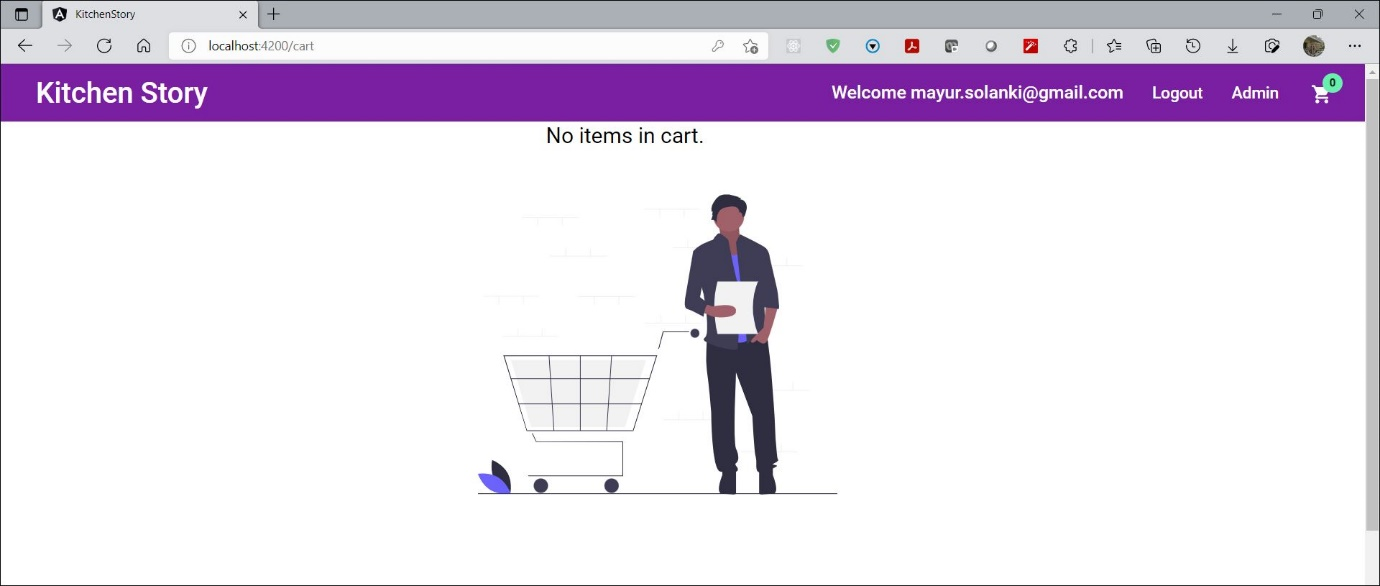 KitchenStory
localhost:4200/cart
Kitchen Story
Welcome mayur.solanki@gmail.com
Logout
Admin
0
No items in cart.